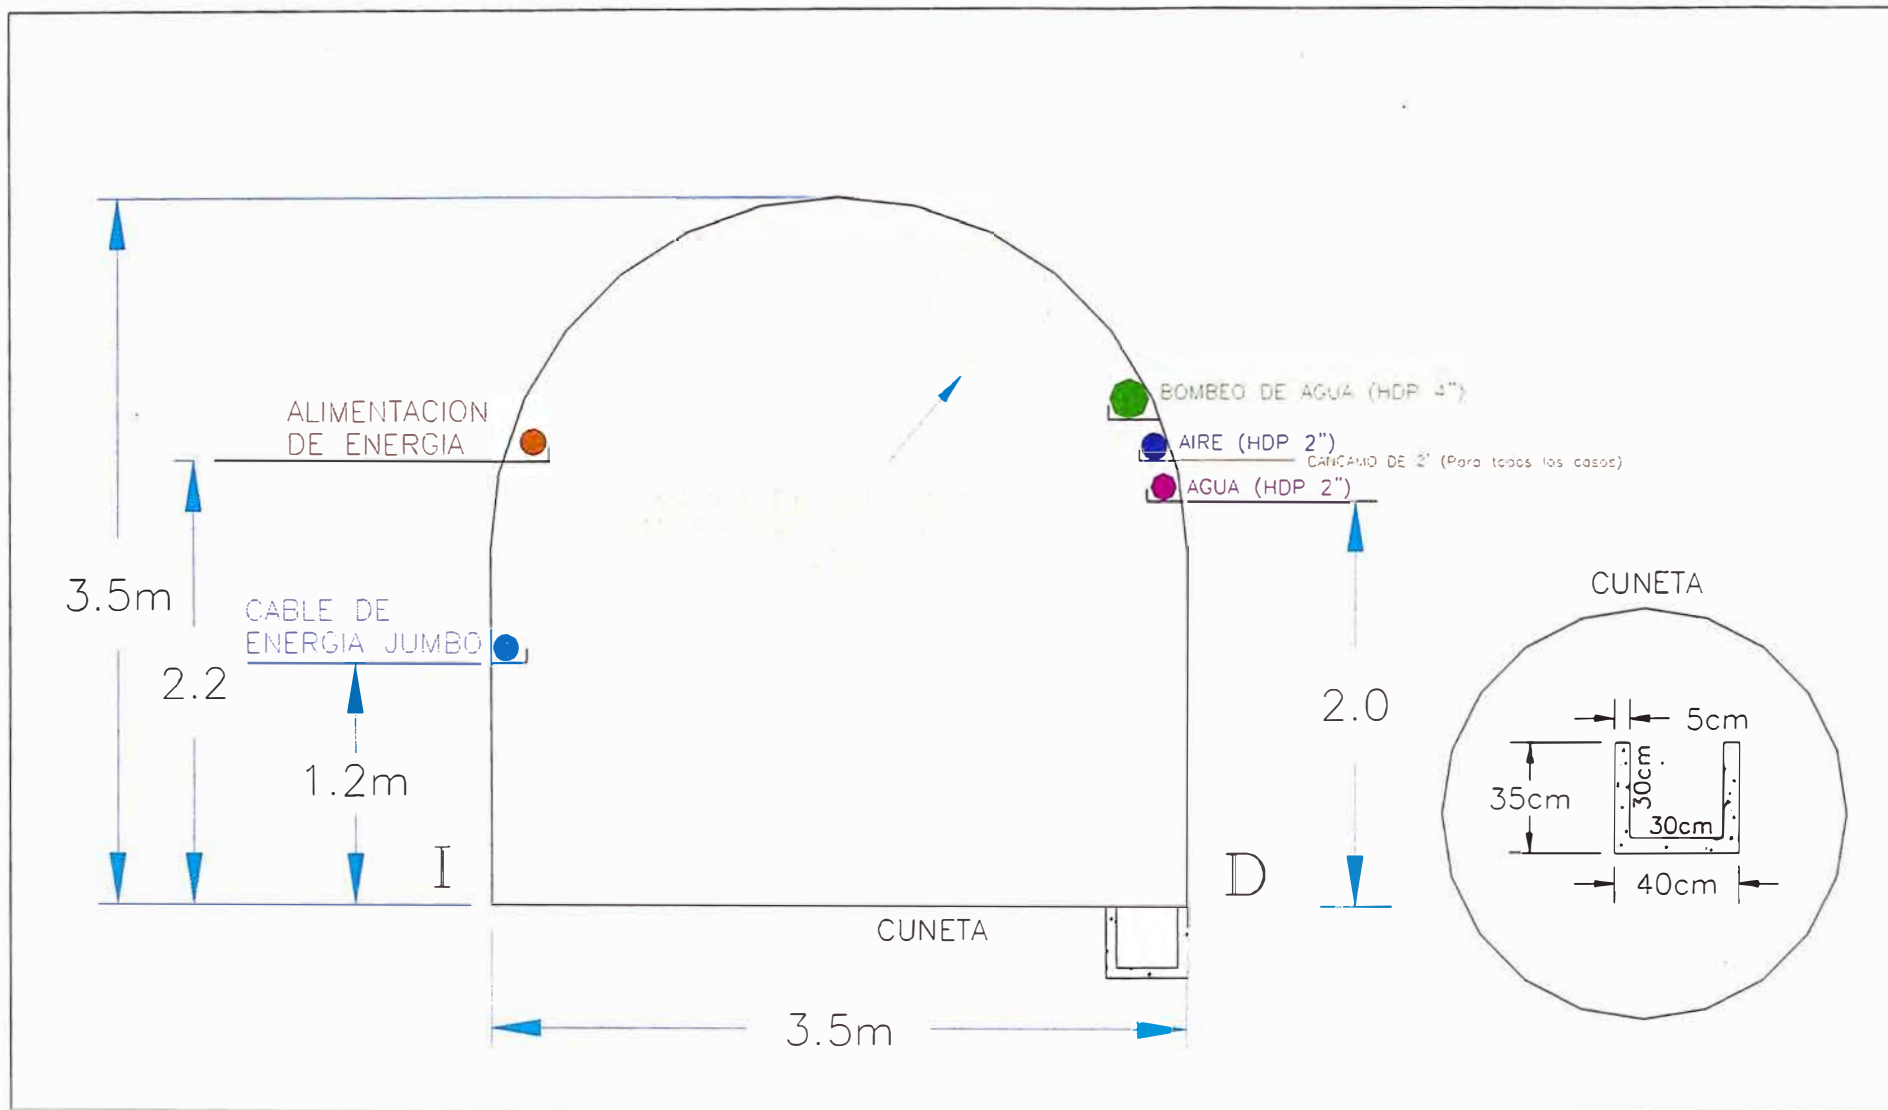 ALIMENTACION
DE ENERGIA
BOMBEO DE AGUA (HDP 4")
AIRE (HDP 2")
CANCAMO DE 2" (Para todos los casos)
AGUA (HDP 2")
3.5m
CABLE DE
ENERGIA JUMBO
2.2
1.2m
2.0
I
D
CUNETA
3.5m
CUNETA
5cm
35cm
30cm
30cm
40cm